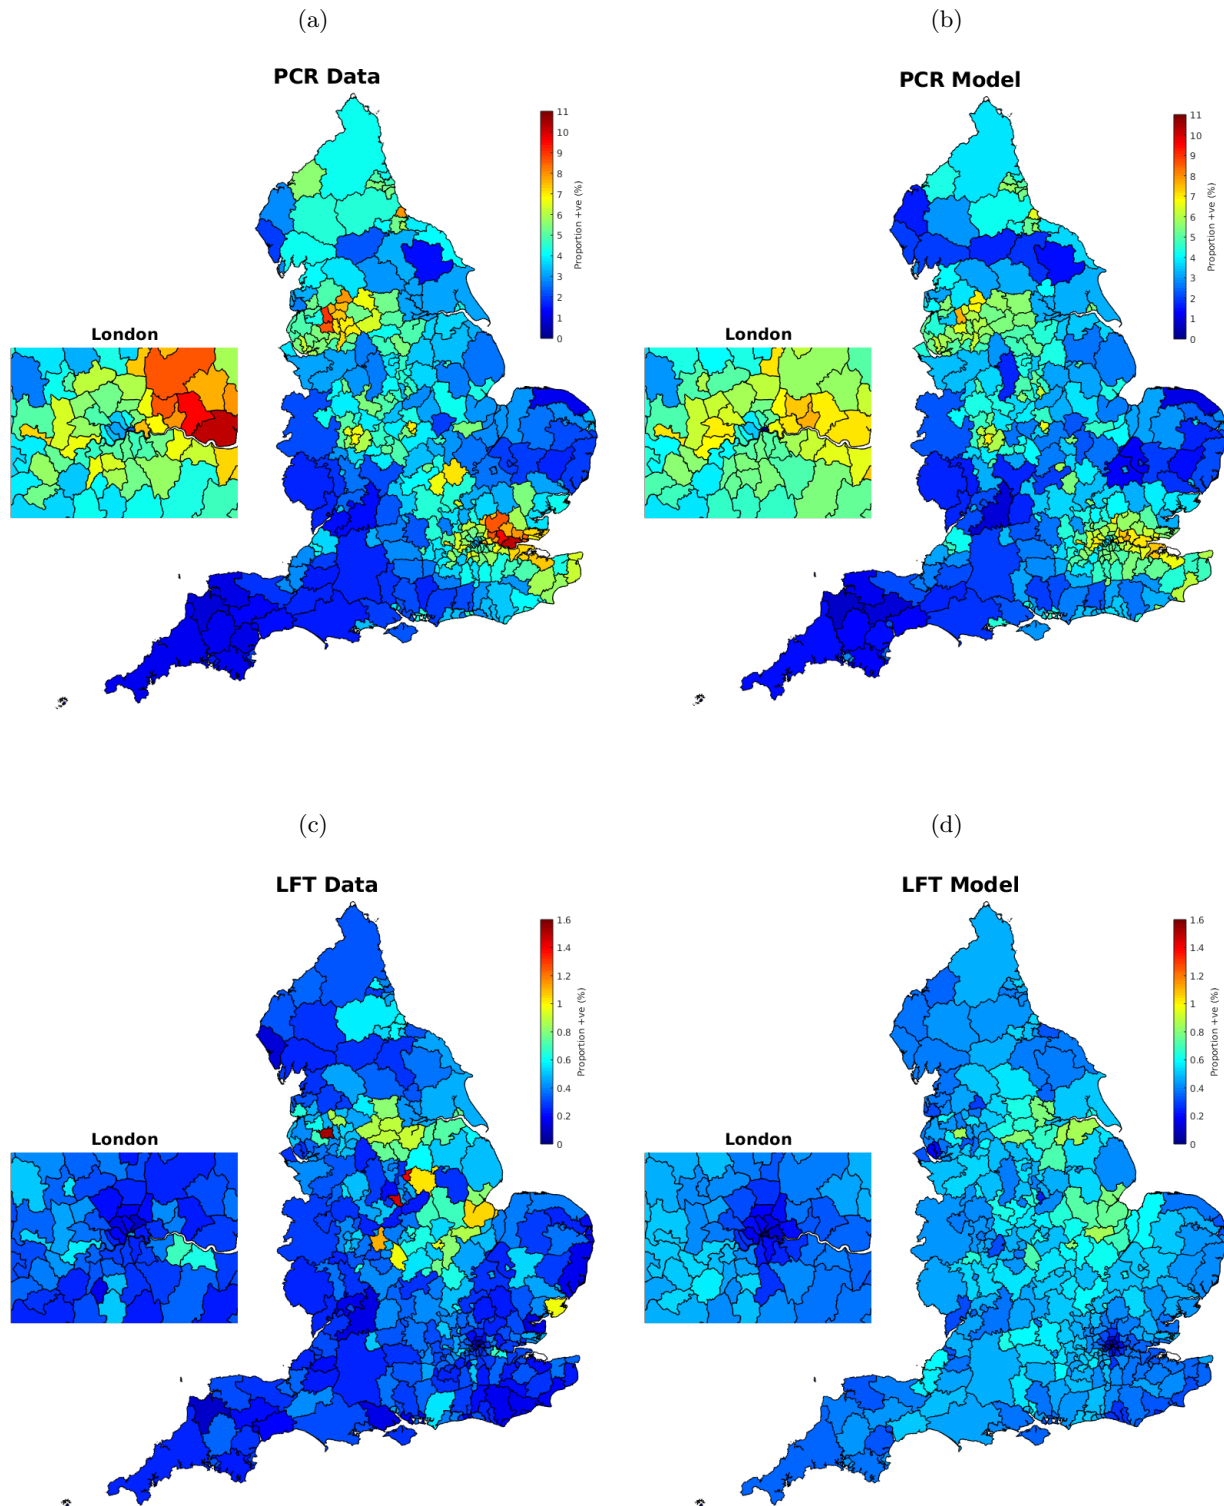 (a)
PCR Data
11
10
9
8
7
6
5
4
3
2
1
0
Proportion +ve (%)
London
(b)
PCR Model
11
10
9
8
7
6
5
4
3
2
1
0
Proportion +ve (%)
London
(c)
LFT Data
1.6
1.4
1.2
1
0.8
0.6
0.4
0.2
0
Proportion +ve (%)
London
(d)
LFT Model
1.6
1.4
1.2
1
0.8
0.6
0.4
0.2
0
Proportion +ve (%)
London